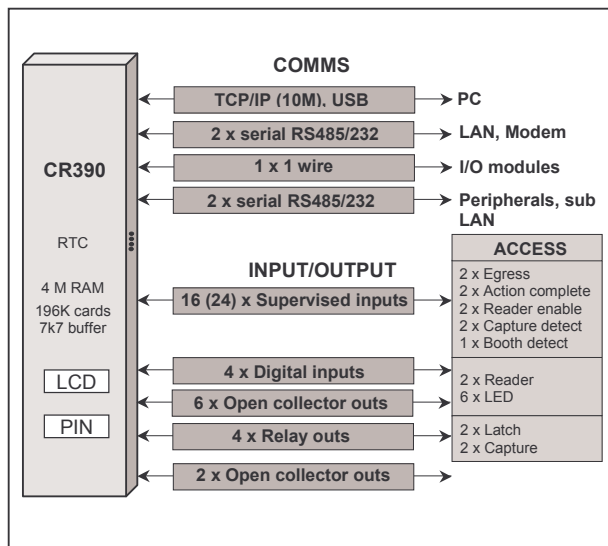 COMMS
TCP/IP (10M), USB
PC
2 x serial RS485/232
LAN, Modem
CR390
1 x 1 wire
I/O modules
2 x serial RS485/232
Peripherals, sub
LAN
RTC
4 M RAM
196K cards
7k7 buffer
LCD
PIN
INPUT/OUTPUT
16 (24) x Supervised inputs
4 x Digital inputs
6 x Open collector outs
4 x Relay outs
2 x Open collector outs
ACCESS
2 x Egress
2 x Action complete
2 x Reader enable
2 x Capture detect
1 x Booth detect
2 x Reader
6 x LED
2 x Latch
2 x Capture